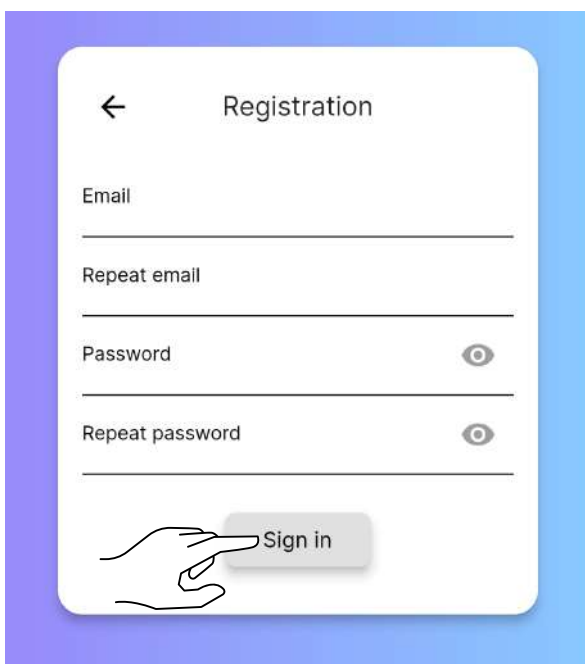 Registration
Email
Repeat email
Password
Repeat password
Sign in